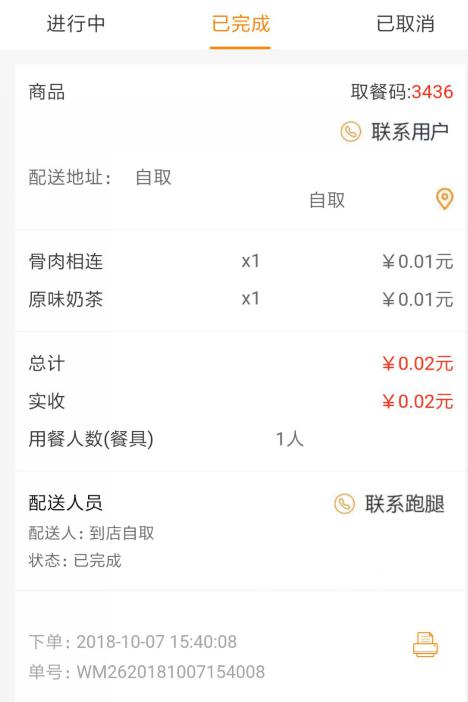 进行中 已完成 已取消
商品 取餐码:3436
联系用户
配送地址： 自取
自取
骨肉相连 x1 ￥0.01元
原味奶茶 x1 ￥0.01元
总计 ￥0.02元
实收 ￥0.02元
用餐人数(餐具) 1人
配送人员 联系跑腿
配送人：到店自取
状态：已完成
下单：2018-10-07 15:40:08
单号：WM2620181007154008